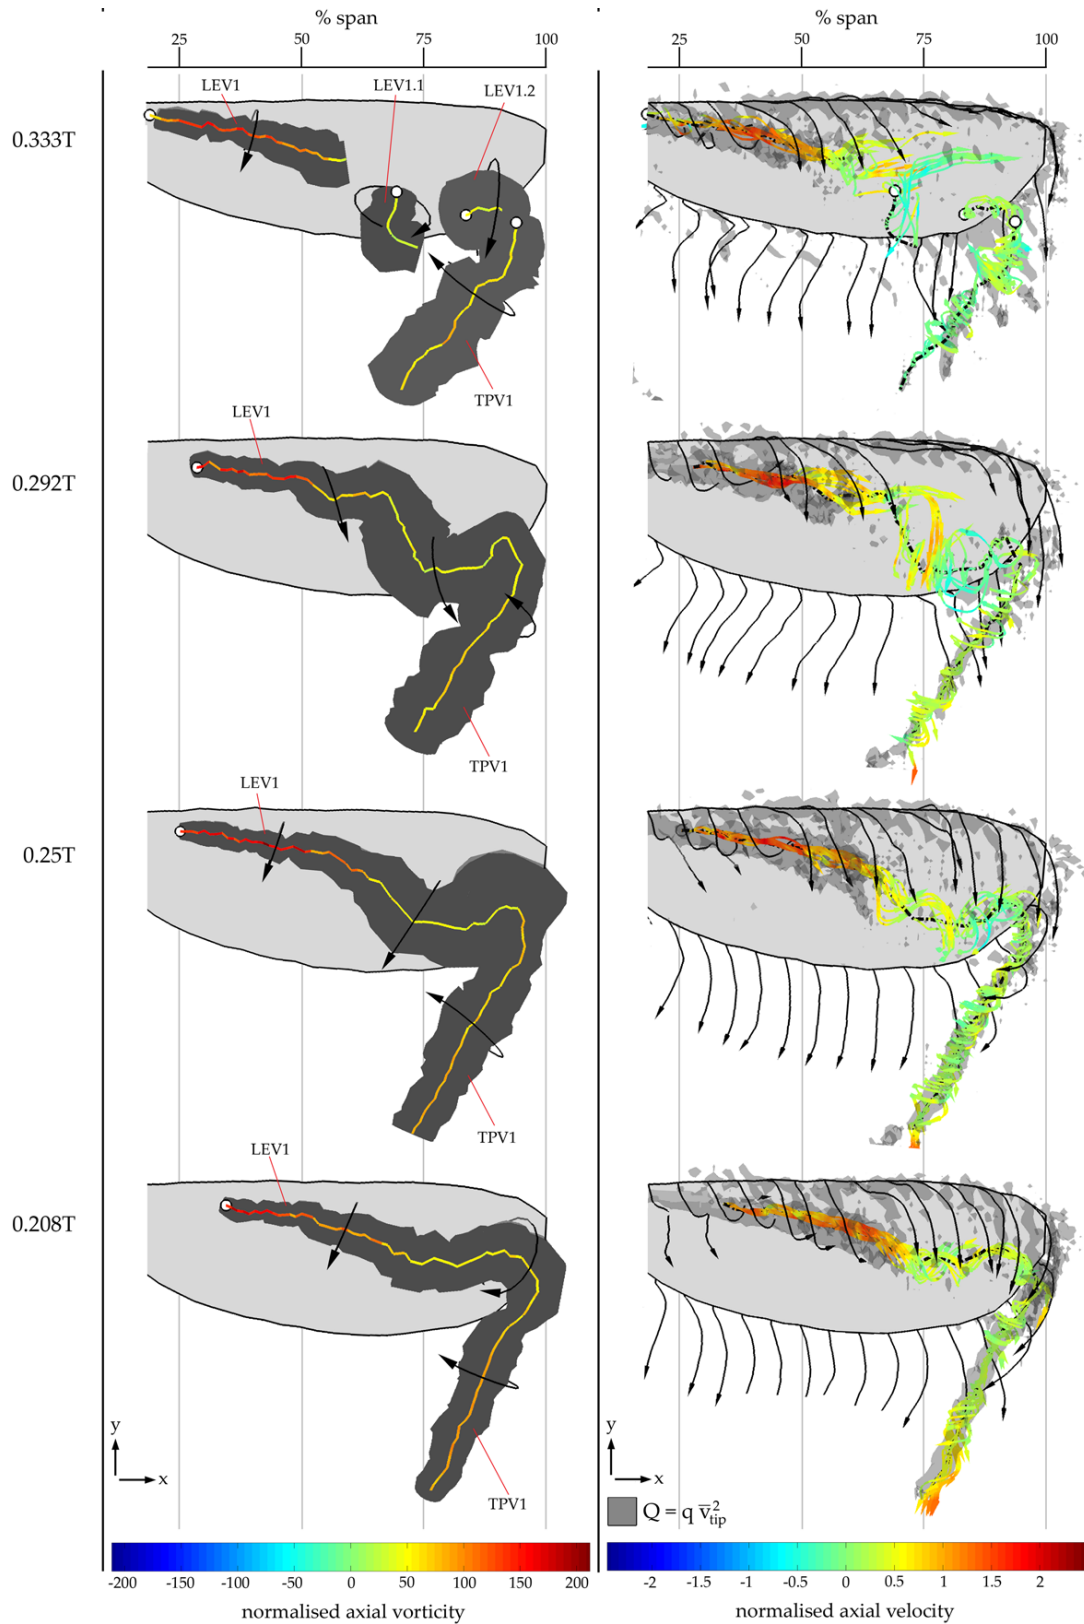 % span
% span
25 50 75 100
25 50 75 100
0.333T
LEV1
LEV1.1
LEV1.2
TPV1
0.292T
LEV1
TPV1
0.25T
LEV1
TPV1
0.208T
LEV1
TPV1
y
x
y
x
Q = q v̄²tip
-200 -150 -100 -50 0 50 100 150 200
normalised axial vorticity
-2 -1.5 -1 -0.5 0 0.5 1 1.5 2
normalised axial velocity